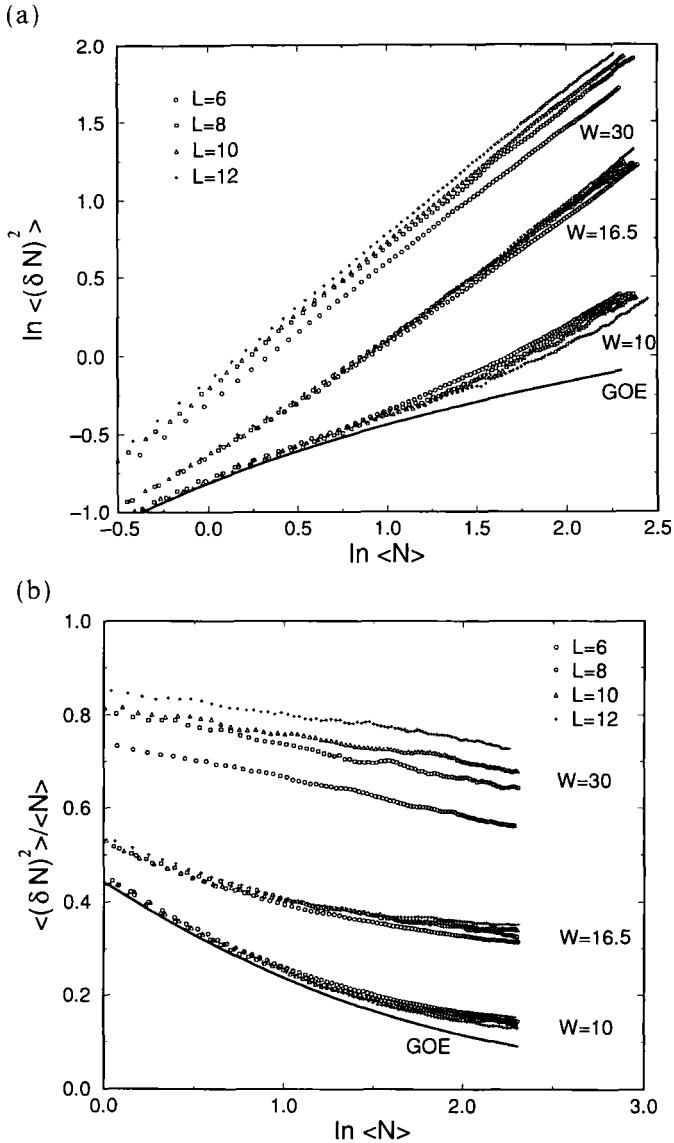 (a)
2.0
1.5
1.0
0.5
0.0
−0.5
−1.0
ln <(δ N)²>
L=6
L=8
L=10
L=12
W=30
W=16.5
W=10
GOE
−0.5 0.0 0.5 1.0 1.5 2.0 2.5
ln <N>
(b)
1.0
0.8
0.6
0.4
0.2
0.0
<(δ N)²>/<N>
L=6
L=8
L=10
L=12
W=30
W=16.5
W=10
GOE
0.0 1.0 2.0 3.0
ln <N>